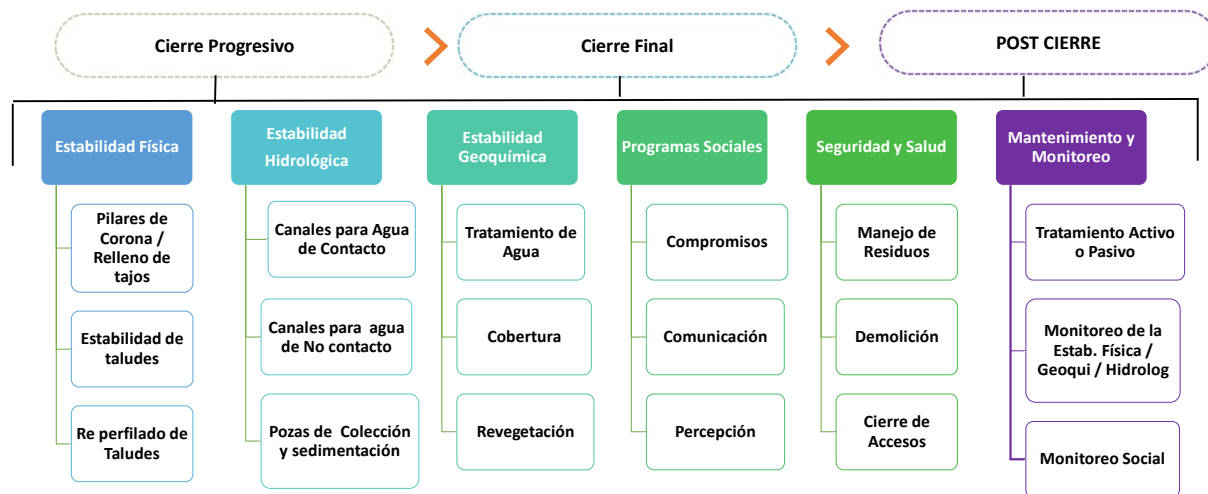 Cierre Progresivo
Cierre Final
POST CIERRE
Estabilidad Física
Estabilidad
Hidrológica
Estabilidad
Geoquímica
Programas Sociales
Seguridad y Salud
Mantenimiento y
Monitoreo
Pilares de
Corona /
Relleno de
tajos
Estabilidad de
taludes
Re perfilado de
Taludes
Canales para Agua
de Contacto
Canales para agua
de No contacto
Pozas de Colección
y sedimentación
Tratamiento de
Agua
Cobertura
Revegetación
Compromisos
Comunicación
Percepción
Manejo de
Residuos
Demolición
Cierre de
Accesos
Tratamiento Activo
o Pasivo
Monitoreo de la
Estab. Física /
Geoqui / Hidrolog
Monitoreo Social